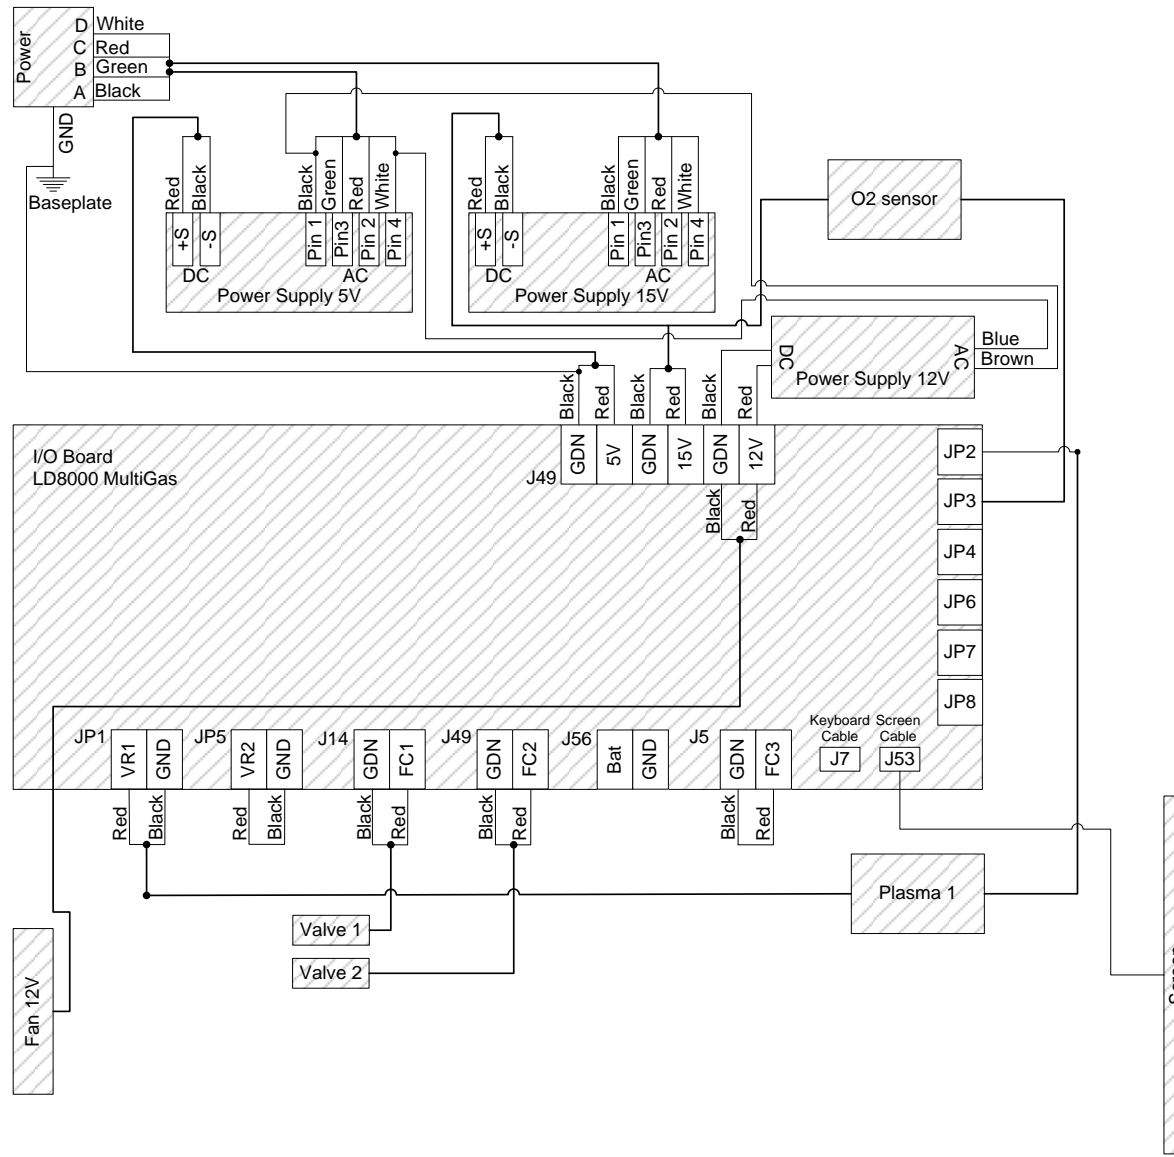 Power
D White
C Red
B Green
A Black
GND
Baseplate
Red
Black
Black
Green
Red
White
Red
Black
Black
Green
Red
White
+S
-S
Pin 1
Pin3
Pin 2
Pin 4
DC
AC
Power Supply 5V
+S
-S
Pin 1
Pin3
Pin 2
Pin 4
DC
AC
Power Supply 15V
O2 sensor
DC
AC
Blue
Brown
Power Supply 12V
Black
Red
Black
Red
Black
Red
I/O Board
LD8000 MultiGas
J49
GDN
5V
GDN
15V
GDN
12V
Black
Red
JP2
JP3
JP4
JP6
JP7
JP8
JP1
VR1
GND
JP5
VR2
GND
J14
GDN
FC1
J49
GDN
FC2
J56
Bat
GND
J5
GDN
FC3
Keyboard
Cable
J7
Screen
Cable
J53
Red
Black
Red
Black
Black
Red
Black
Red
Black
Red
Plasma 1
Valve 1
Valve 2
Fan 12V